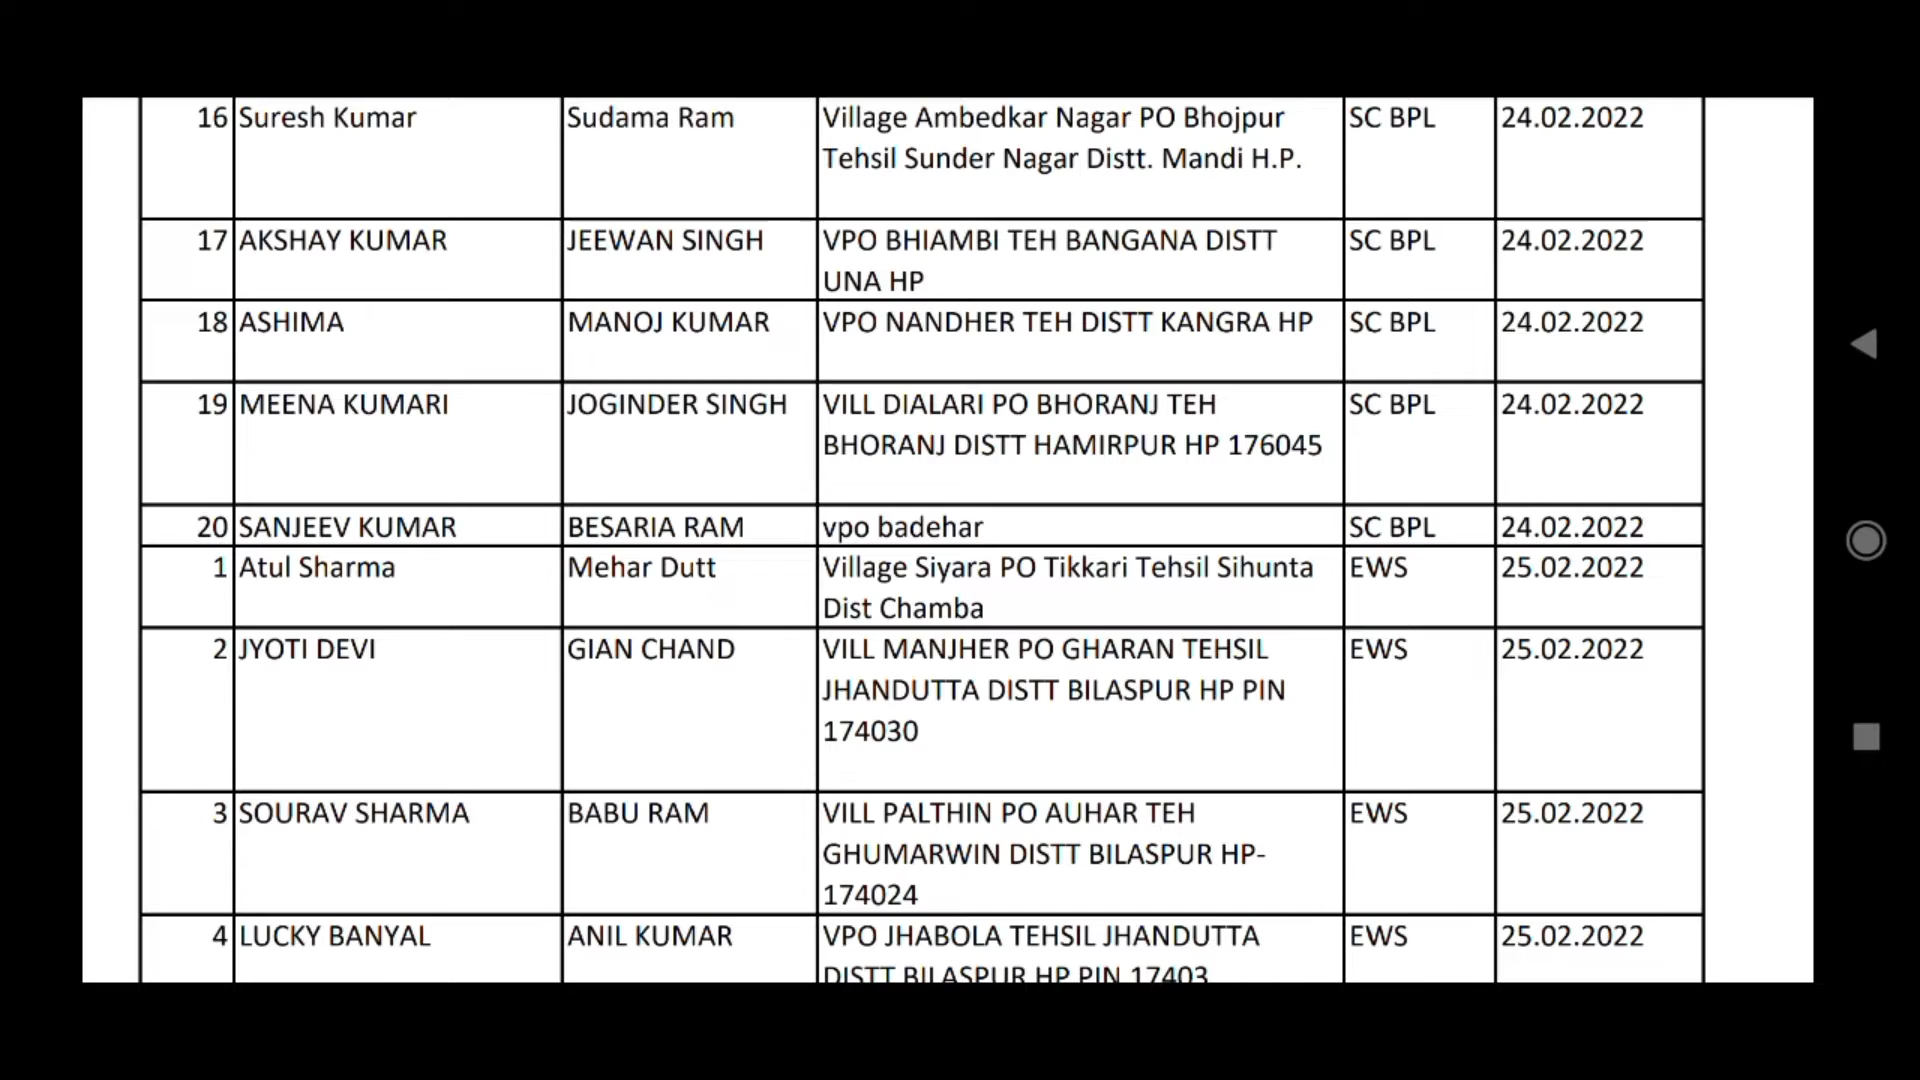 16 Suresh Kumar Sudama Ram Village Ambedkar Nagar PO Bhojpur SC BPL 24.02.2022
Tehsil Sunder Nagar Distt. Mandi H.P.
17 AKSHAY KUMAR JEEWAN SINGH VPO BHIAMBI TEH BANGANA DISTT SC BPL 24.02.2022
UNA HP
18 ASHIMA MANOJ KUMAR VPO NANDHER TEH DISTT KANGRA HP SC BPL 24.02.2022
19 MEENA KUMARI JOGINDER SINGH VILL DIALARI PO BHORANJ TEH SC BPL 24.02.2022
BHORANJ DISTT HAMIRPUR HP 176045
20 SANJEEV KUMAR BESARIA RAM vpo badehar SC BPL 24.02.2022
1 Atul Sharma Mehar Dutt Village Siyara PO Tikkari Tehsil Sihunta EWS 25.02.2022
Dist Chamba
2 JYOTI DEVI GIAN CHAND VILL MANJHER PO GHARAN TEHSIL EWS 25.02.2022
JHANDUTTA DISTT BILASPUR HP PIN
174030
3 SOURAV SHARMA BABU RAM VILL PALTHIN PO AUHAR TEH EWS 25.02.2022
GHUMARWIN DISTT BILASPUR HP-
174024
4 LUCKY BANYAL ANIL KUMAR VPO JHABOLA TEHSIL JHANDUTTA EWS 25.02.2022
DISTT BILASPUR HP PIN 17403